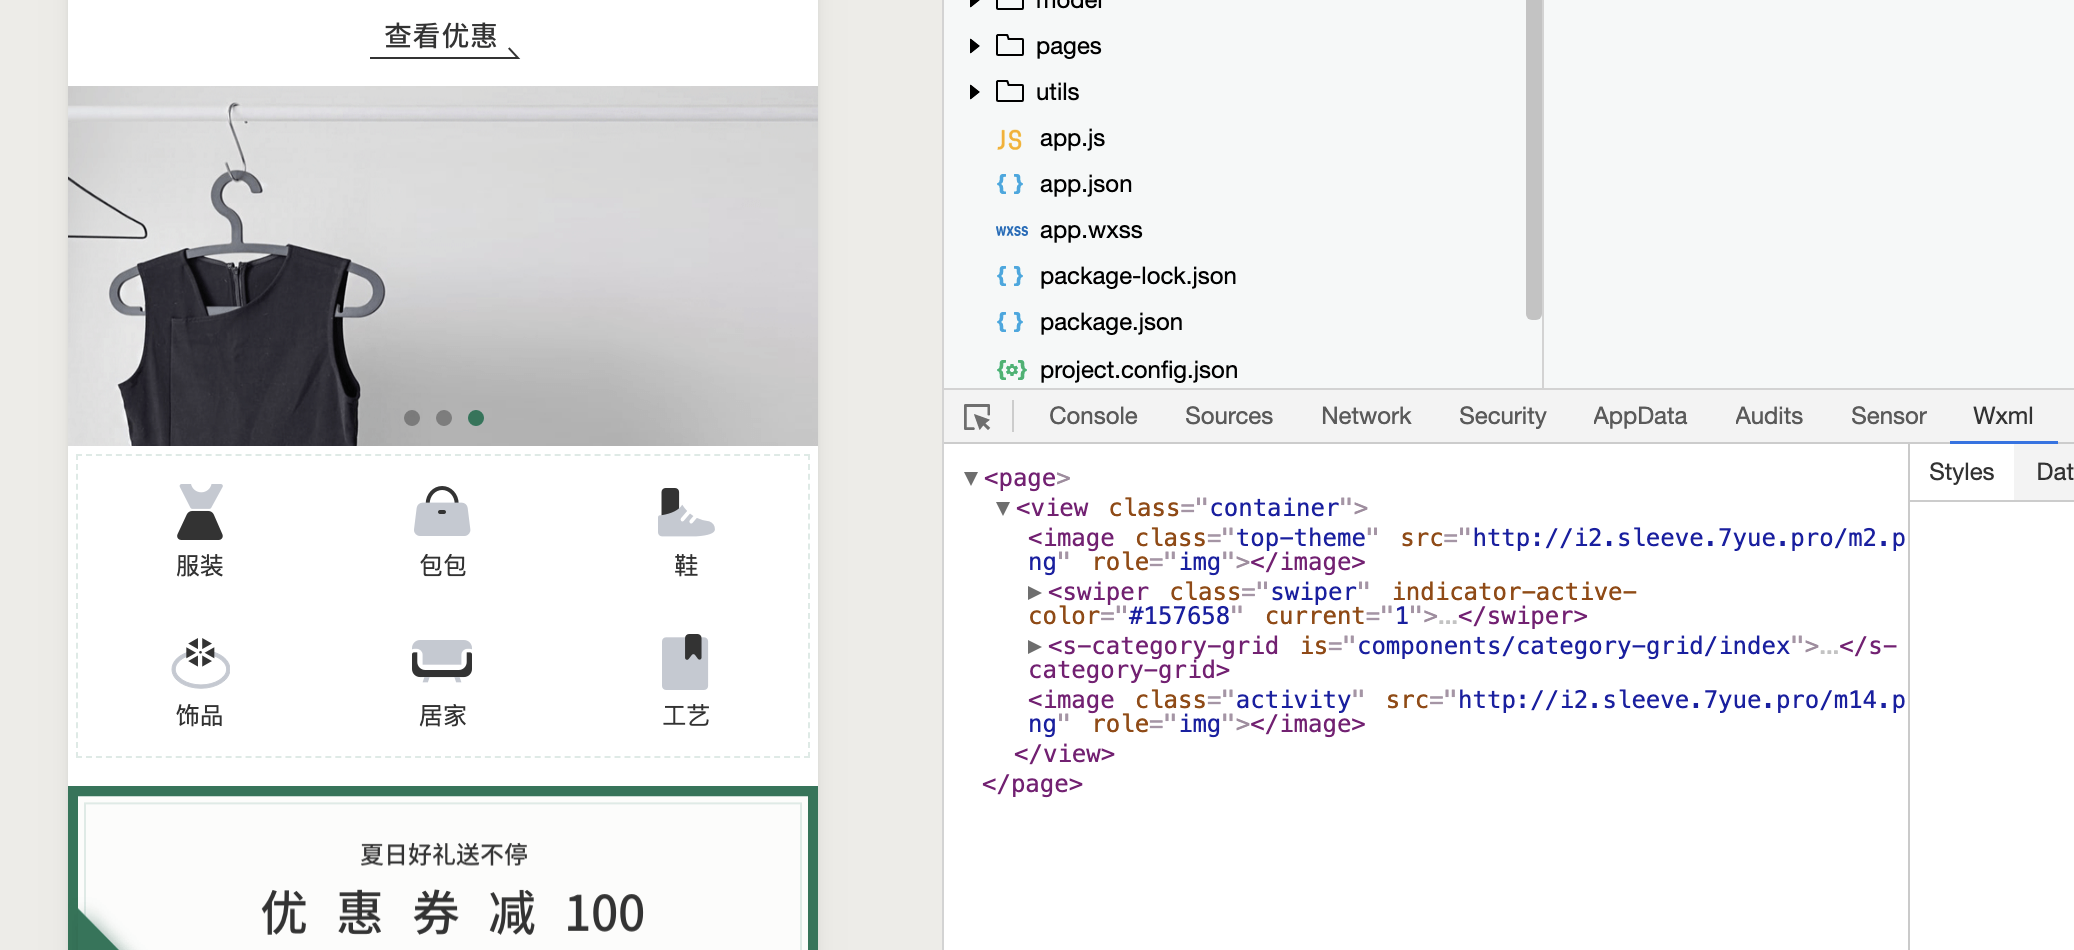 查看优惠
服装
包包
鞋
饰品
居家
工艺
夏日好礼送不停
优 惠 券 减 100
model
pages
utils
JS app.js
{ } app.json
wxss app.wxss
{ } package-lock.json
{ } package.json
project.config.json
Console Sources Network Security AppData Audits Sensor Wxml
<page>
<view class="container">
<image class="top-theme" src="http://i2.sleeve.7yue.pro/m2.p
ng" role="img"></image>
<swiper class="swiper" indicator-active-
color="#157658" current="1">…</swiper>
<s-category-grid is="components/category-grid/index">…</s-
category-grid>
<image class="activity" src="http://i2.sleeve.7yue.pro/m14.p
ng" role="img"></image>
</view>
</page>
Styles Dat